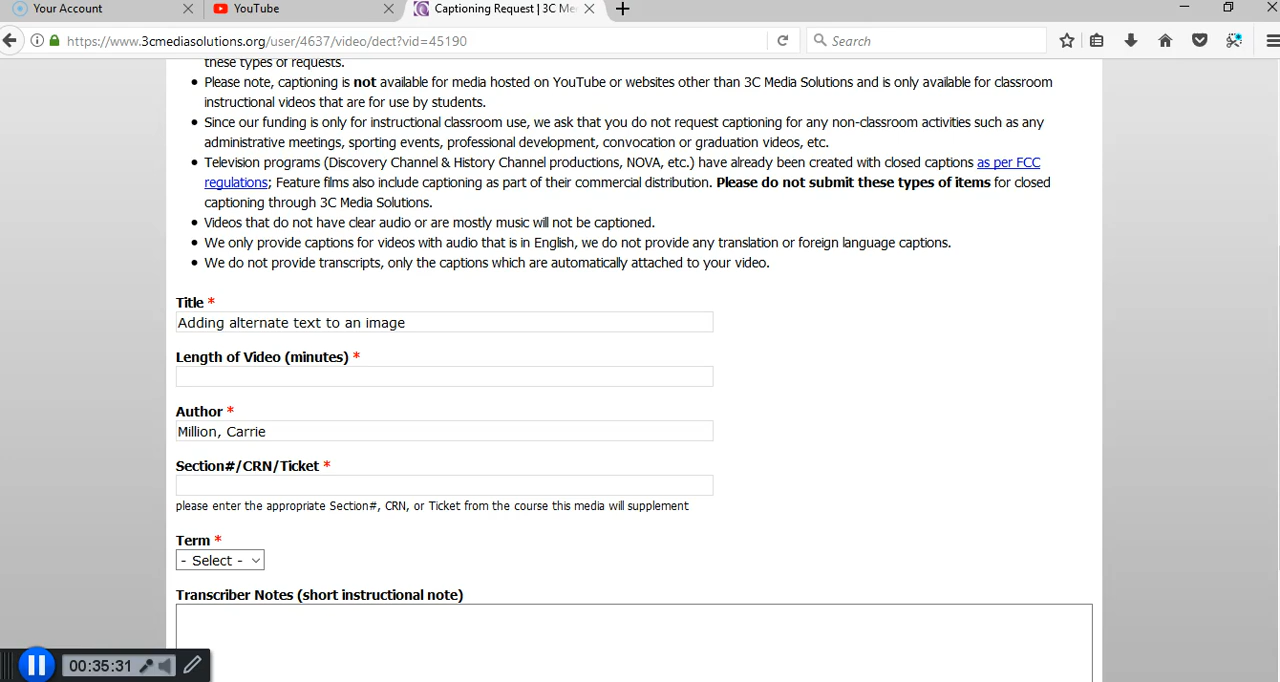 Your Account
YouTube
Captioning Request | 3C Me
https://www.3cmediasolutions.org/user/4637/video/dect?vid=45190
Search
these types of requests.
Please note, captioning is not available for media hosted on YouTube or websites other than 3C Media Solutions and is only available for classroom
instructional videos that are for use by students.
Since our funding is only for instructional classroom use, we ask that you do not request captioning for any non-classroom activities such as any
administrative meetings, sporting events, professional development, convocation or graduation videos, etc.
Television programs (Discovery Channel & History Channel productions, NOVA, etc.) have already been created with closed captions as per FCC
regulations; Feature films also include captioning as part of their commercial distribution. Please do not submit these types of items for closed
captioning through 3C Media Solutions.
Videos that do not have clear audio or are mostly music will not be captioned.
We only provide captions for videos with audio that is in English, we do not provide any translation or foreign language captions.
We do not provide transcripts, only the captions which are automatically attached to your video.
Title *
Adding alternate text to an image
Length of Video (minutes) *
Author *
Million, Carrie
Section#/CRN/Ticket *
please enter the appropriate Section#, CRN, or Ticket from the course this media will supplement
Term *
- Select -
Transcriber Notes (short instructional note)
00:35:31